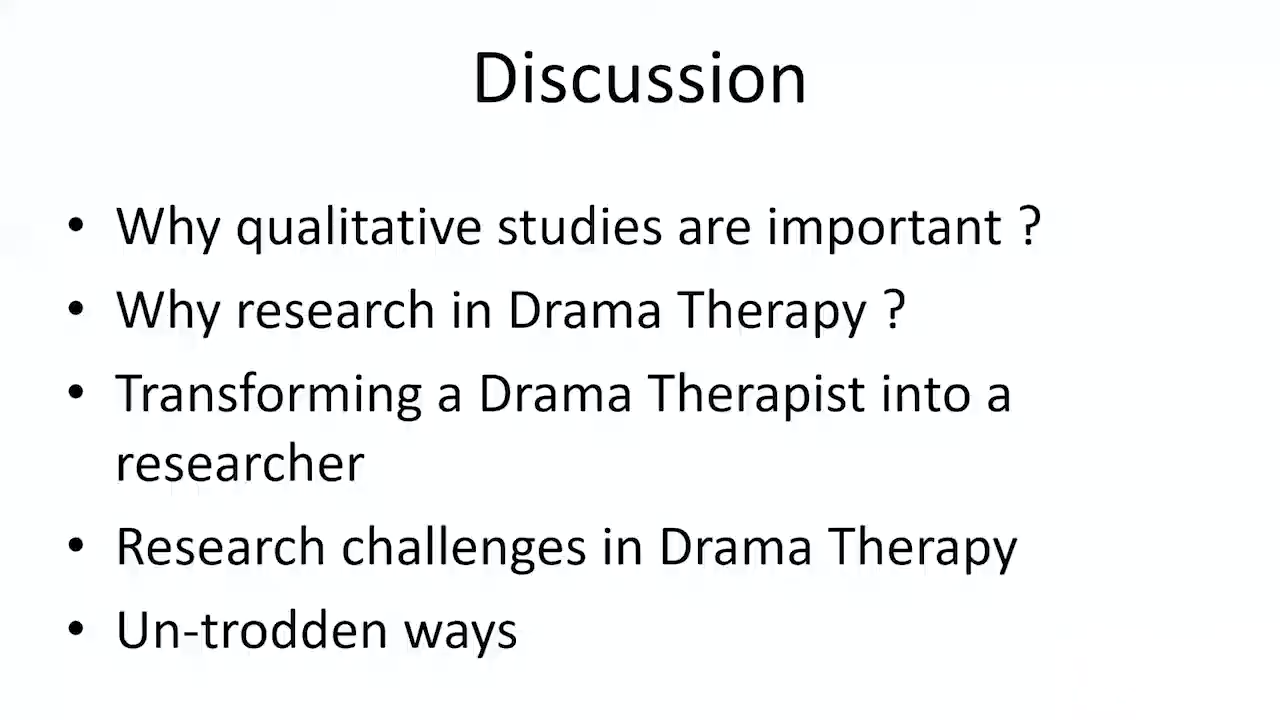 Discussion
• Why qualitative studies are important ?
• Why research in Drama Therapy ?
• Transforming a Drama Therapist into a
researcher
• Research challenges in Drama Therapy
• Un-trodden ways